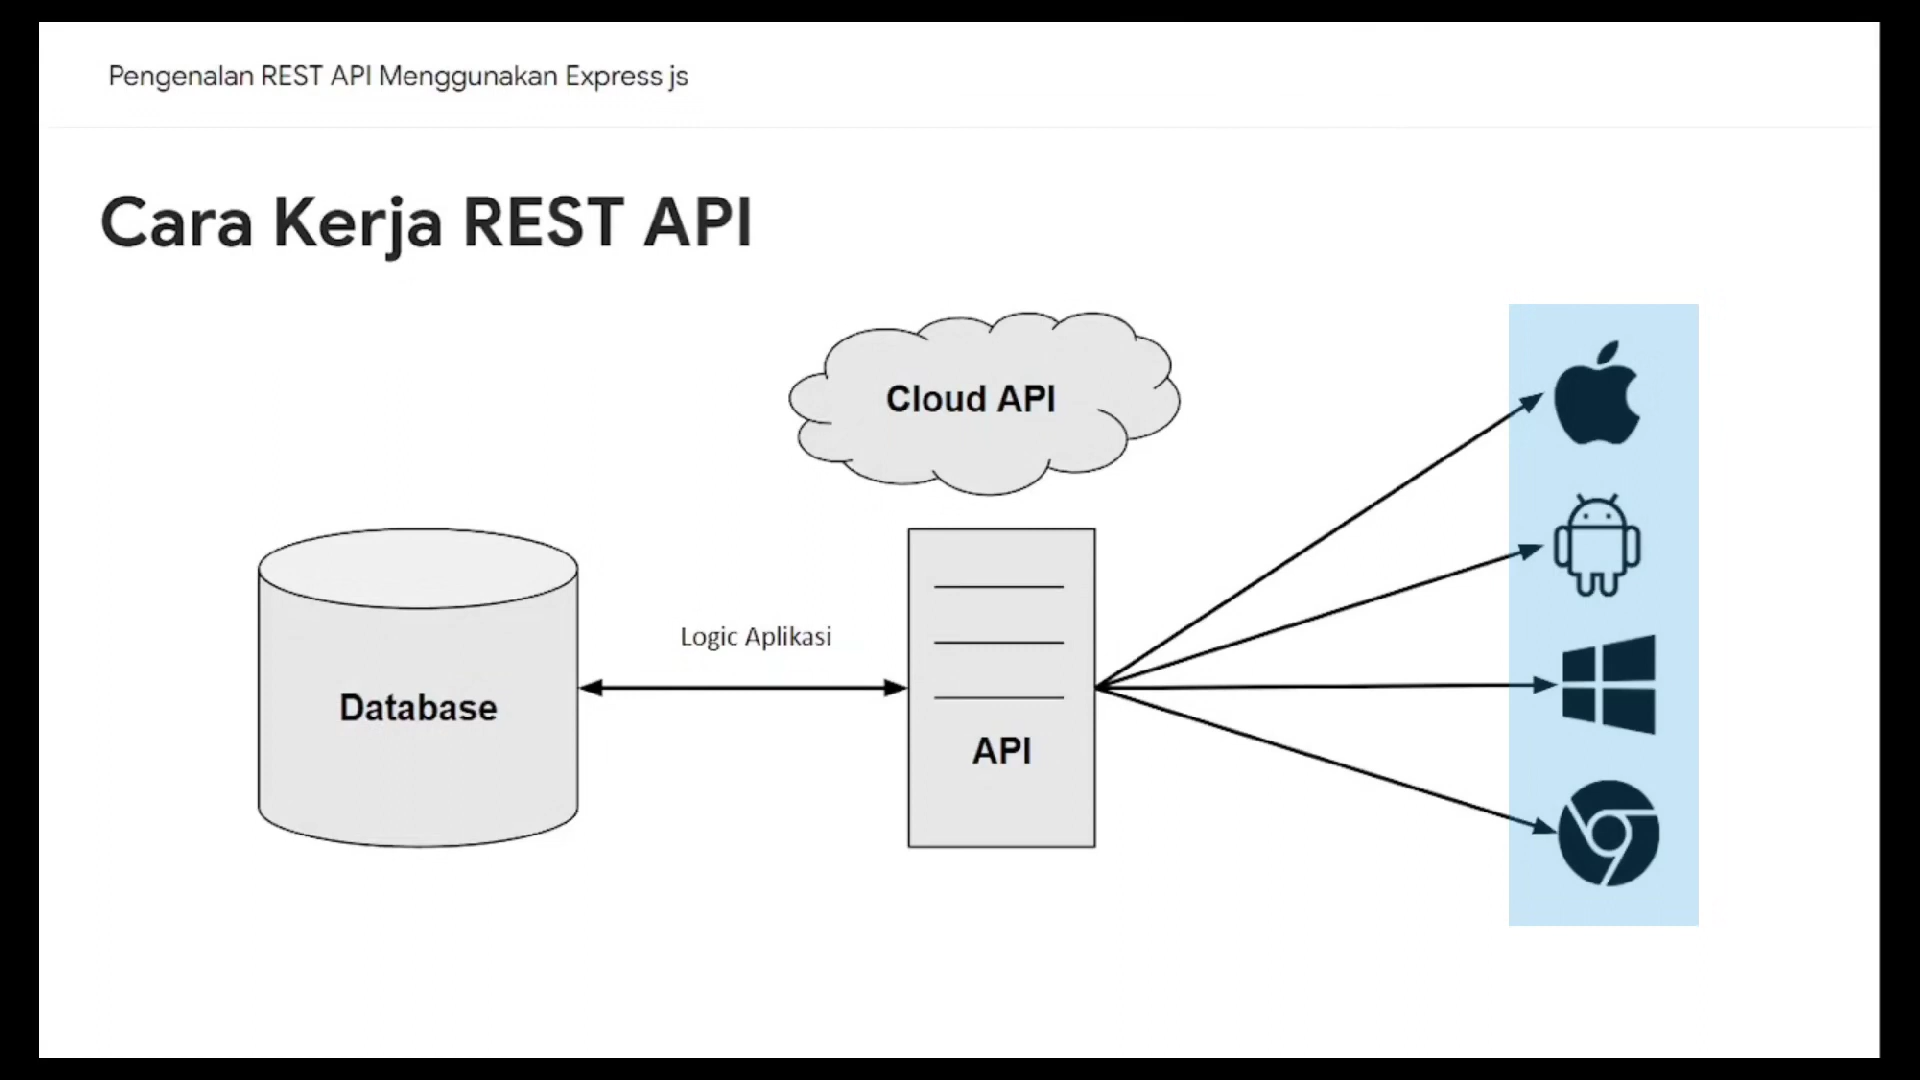 Pengenalan REST API Menggunakan Express js
Cara Kerja REST API
Cloud API
Logic Aplikasi
Database
API